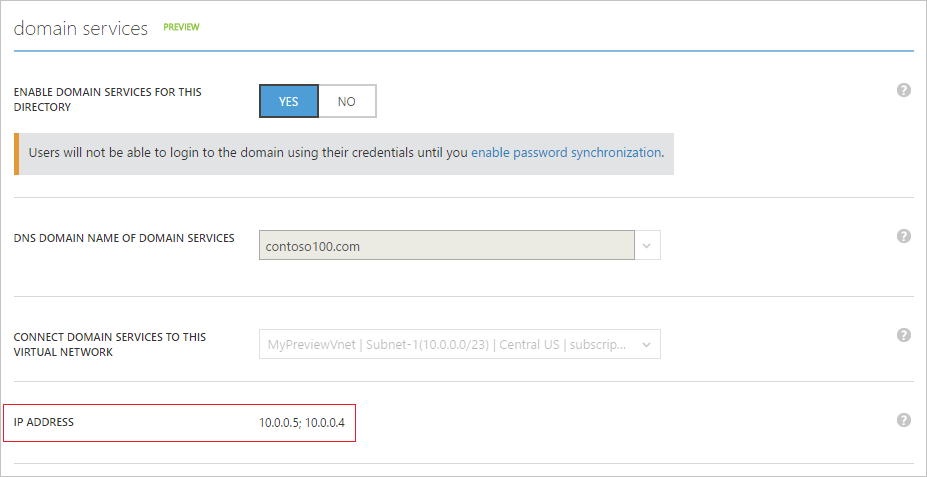 domain services PREVIEW
ENABLE DOMAIN SERVICES FOR THIS
DIRECTORY
YES NO
?
Users will not be able to login to the domain using their credentials until you enable password synchronization.
DNS DOMAIN NAME OF DOMAIN SERVICES
contoso100.com
?
CONNECT DOMAIN SERVICES TO THIS
VIRTUAL NETWORK
MyPreviewVnet | Subnet-1(10.0.0.0/23) | Central US | subscrip...
?
IP ADDRESS
10.0.0.5; 10.0.0.4
?